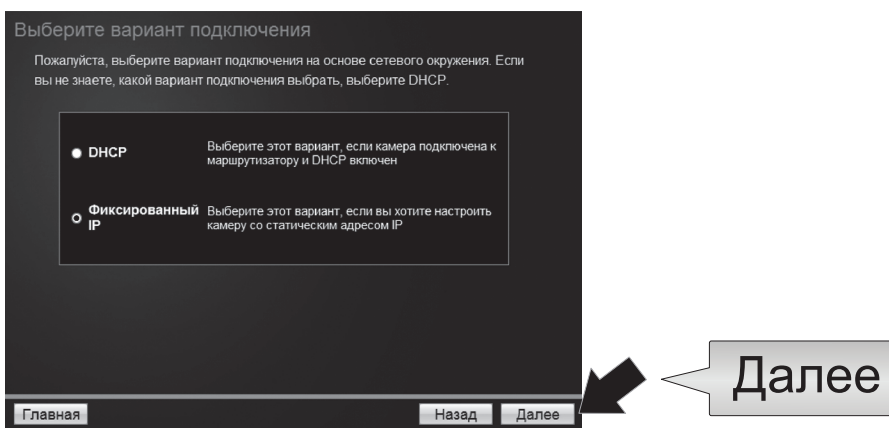 Выберите вариант подключения
Пожалуйста, выберите вариант подключения на основе сетевого окружения. Если
вы не знаете, какой вариант подключения выбрать, выберите DHCP.
DHCP
Выберите этот вариант, если камера подключена к
маршрутизатору и DHCP включен
Фиксированный
IP
Выберите этот вариант, если вы хотите настроить
камеру со статическим адресом IP
Далее
Главная
Назад
Далее